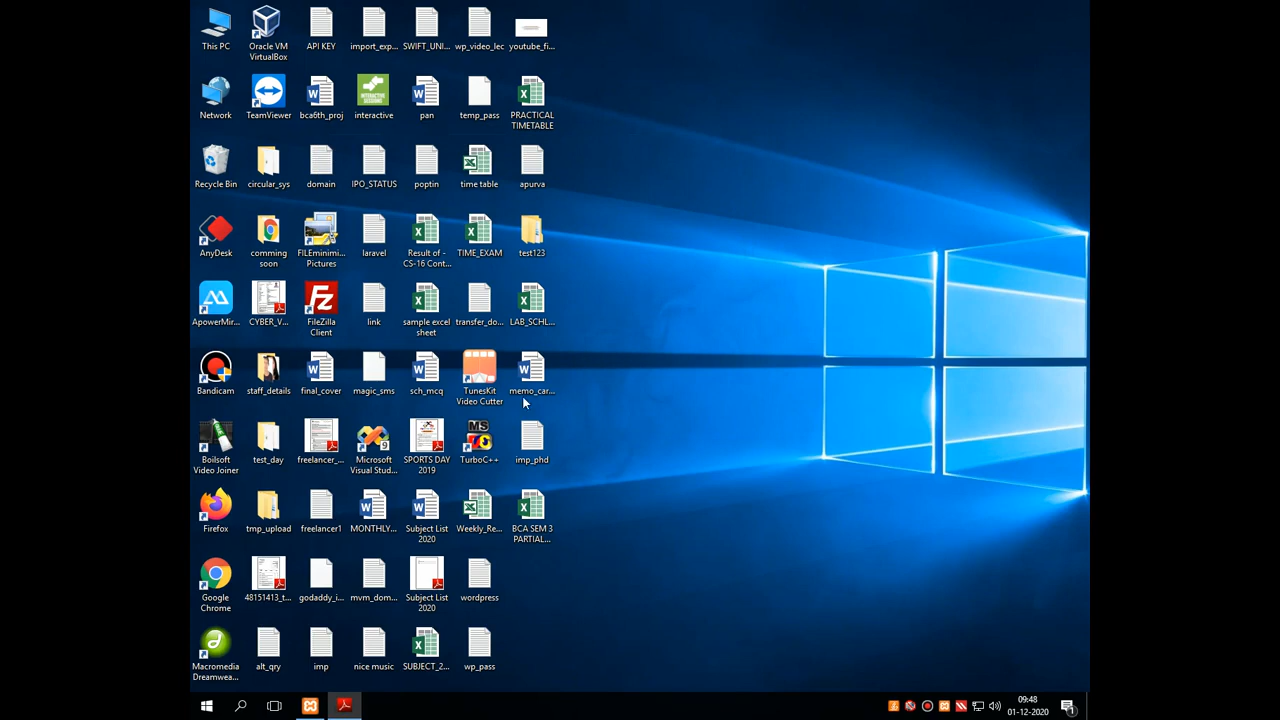 This PC
Oracle VM
VirtualBox
API KEY
import_exp...
SWIFT_UNI...
wp_video_lec
youtube_fi...
Network
TeamViewer
bca6th_proj
interactive
pan
temp_pass
PRACTICAL
TIMETABLE
Recycle Bin
circular_sys
domain
IPO_STATUS
poptin
time table
apurva
AnyDesk
comming
soon
FILEminimi...
Pictures
laravel
Result of -
CS-16 Cont...
TIME_EXAM
test123
ApowerMir...
CYBER_V...
FileZilla
Client
link
sample excel
sheet
transfer_do...
LAB_SCHL...
Bandicam
staff_details
final_cover
magic_sms
sch_mcq
TunesKit
Video Cutter
memo_car...
Boilsoft
Video Joiner
test_day
freelancer_...
Microsoft
Visual Stud...
SPORTS DAY
2019
MS
TurboC++
imp_phd
Firefox
tmp_upload
freelancer1
MONTHLY...
Subject List
2020
Weekly_Re...
BCA SEM 3
PARTIAL...
Google
Chrome
48151413_t...
godaddy_i...
mvm_dom...
Subject List
2020
wordpress
Macromedia
Dreamwea...
alt_qry
imp
nice music
SUBJECT_2...
wp_pass
09:48
01-12-2020